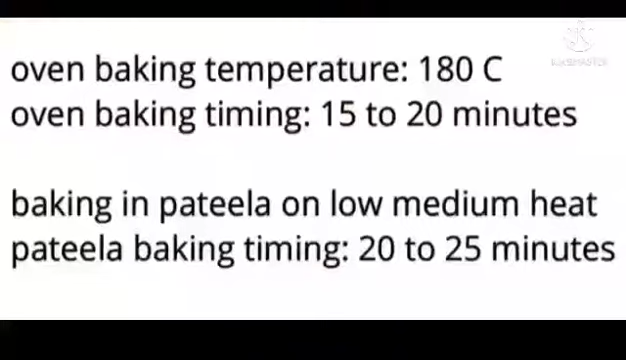 oven baking temperature: 180 C
oven baking timing: 15 to 20 minutes
baking in pateela on low medium heat
pateela baking timing: 20 to 25 minutes